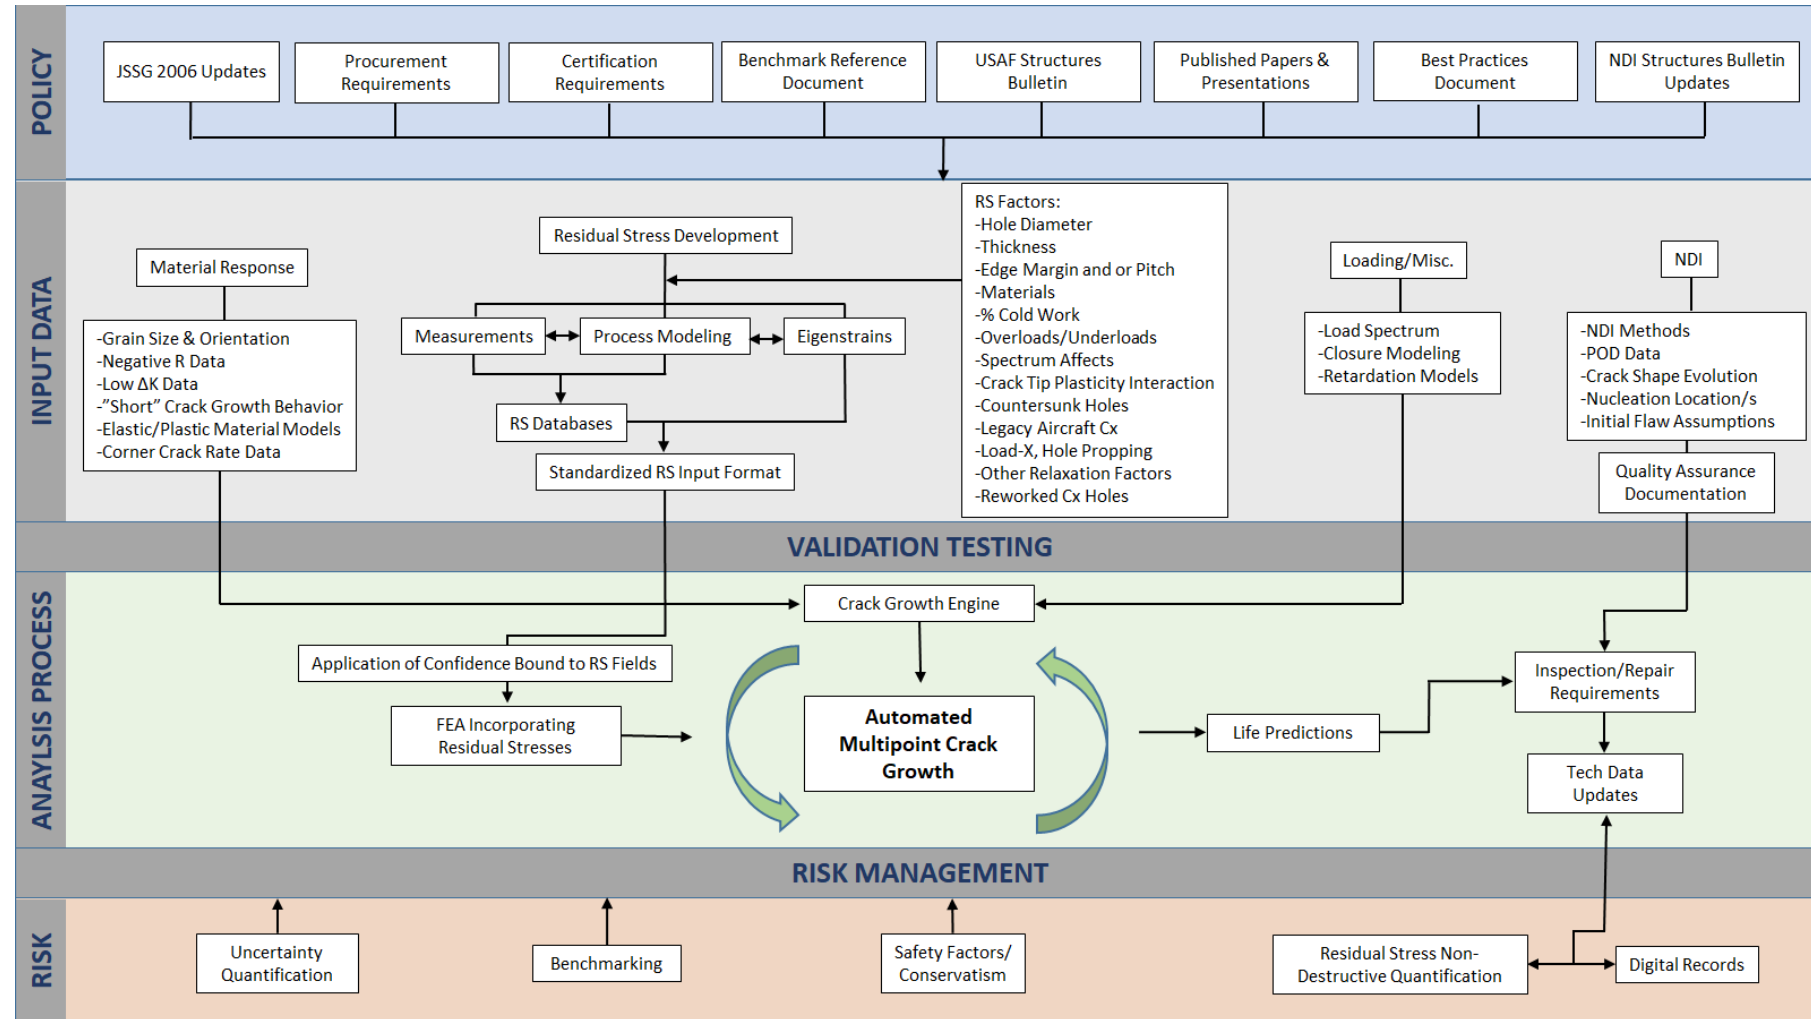 POLICY
JSSG 2006 Updates
Procurement
Requirements
Certification
Requirements
Benchmark Reference
Document
USAF Structures
Bulletin
Published Papers &
Presentations
Best Practices
Document
NDI Structures Bulletin
Updates
INPUT DATA
Material Response
-Grain Size & Orientation
-Negative R Data
-Low ΔK Data
-”Short” Crack Growth Behavior
-Elastic/Plastic Material Models
-Corner Crack Rate Data
Residual Stress Development
Measurements
Process Modeling
Eigenstrains
RS Databases
Standardized RS Input Format
RS Factors:
-Hole Diameter
-Thickness
-Edge Margin and or Pitch
-Materials
-% Cold Work
-Overloads/Underloads
-Spectrum Affects
-Crack Tip Plasticity Interaction
-Countersunk Holes
-Legacy Aircraft Cx
-Load-X, Hole Propping
-Other Relaxation Factors
-Reworked Cx Holes
Loading/Misc.
-Load Spectrum
-Closure Modeling
-Retardation Models
NDI
-NDI Methods
-POD Data
-Crack Shape Evolution
-Nucleation Location/s
-Initial Flaw Assumptions
Quality Assurance
Documentation
VALIDATION TESTING
ANAYLSIS PROCESS
Crack Growth Engine
Application of Confidence Bound to RS Fields
FEA Incorporating
Residual Stresses
Automated
Multipoint Crack
Growth
Life Predictions
Inspection/Repair
Requirements
Tech Data
Updates
RISK MANAGEMENT
RISK
Uncertainty
Quantification
Benchmarking
Safety Factors/
Conservatism
Residual Stress Non-
Destructive Quantification
Digital Records